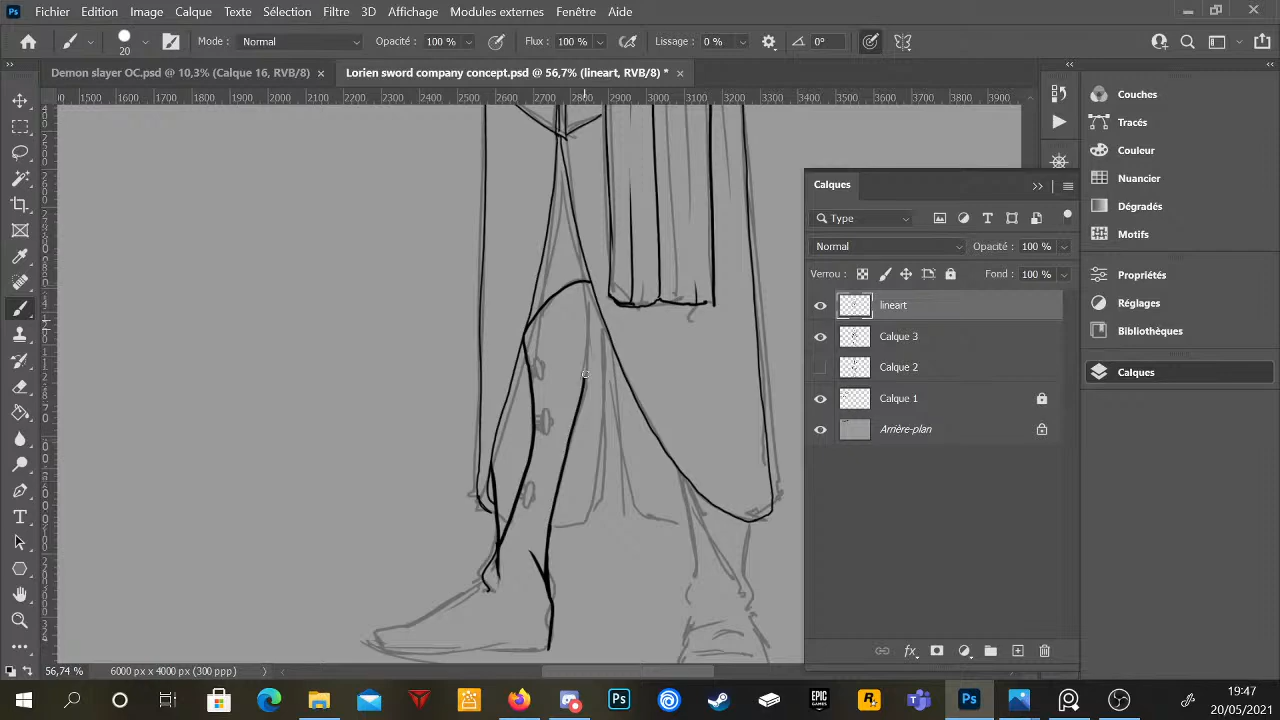 Fichier Edition Image Calque Texte Sélection Filtre 3D Affichage Modules externes Fenêtre Aide
20 Mode: Normal Opacité: 100 % Flux: 100 % Lissage: 0 % 0°
Demon slayer OC.psd @ 10,3% (Calque 16, RVB/8) × Lorien sword company concept.psd @ 56,7% (lineart, RVB/8) * ×
1500 1600 1700 1800 1900 2000 2100 2200 2300 2400 2500 2600 2700 2800 2900 3000 3100 3200 3300 3400 3500 3600 3700 3800 3900
Couches
Tracés
Couleur
Nuancier
Dégradés
Motifs
Propriétés
Réglages
Bibliothèques
Calques
Calques
Type
Normal Opacité: 100 %
Verrou: Fond: 100 %
lineart
Calque 3
Calque 2
Calque 1
Arrière-plan
56,74 % 6000 px x 4000 px (300 ppp)
19:47
20/05/2021